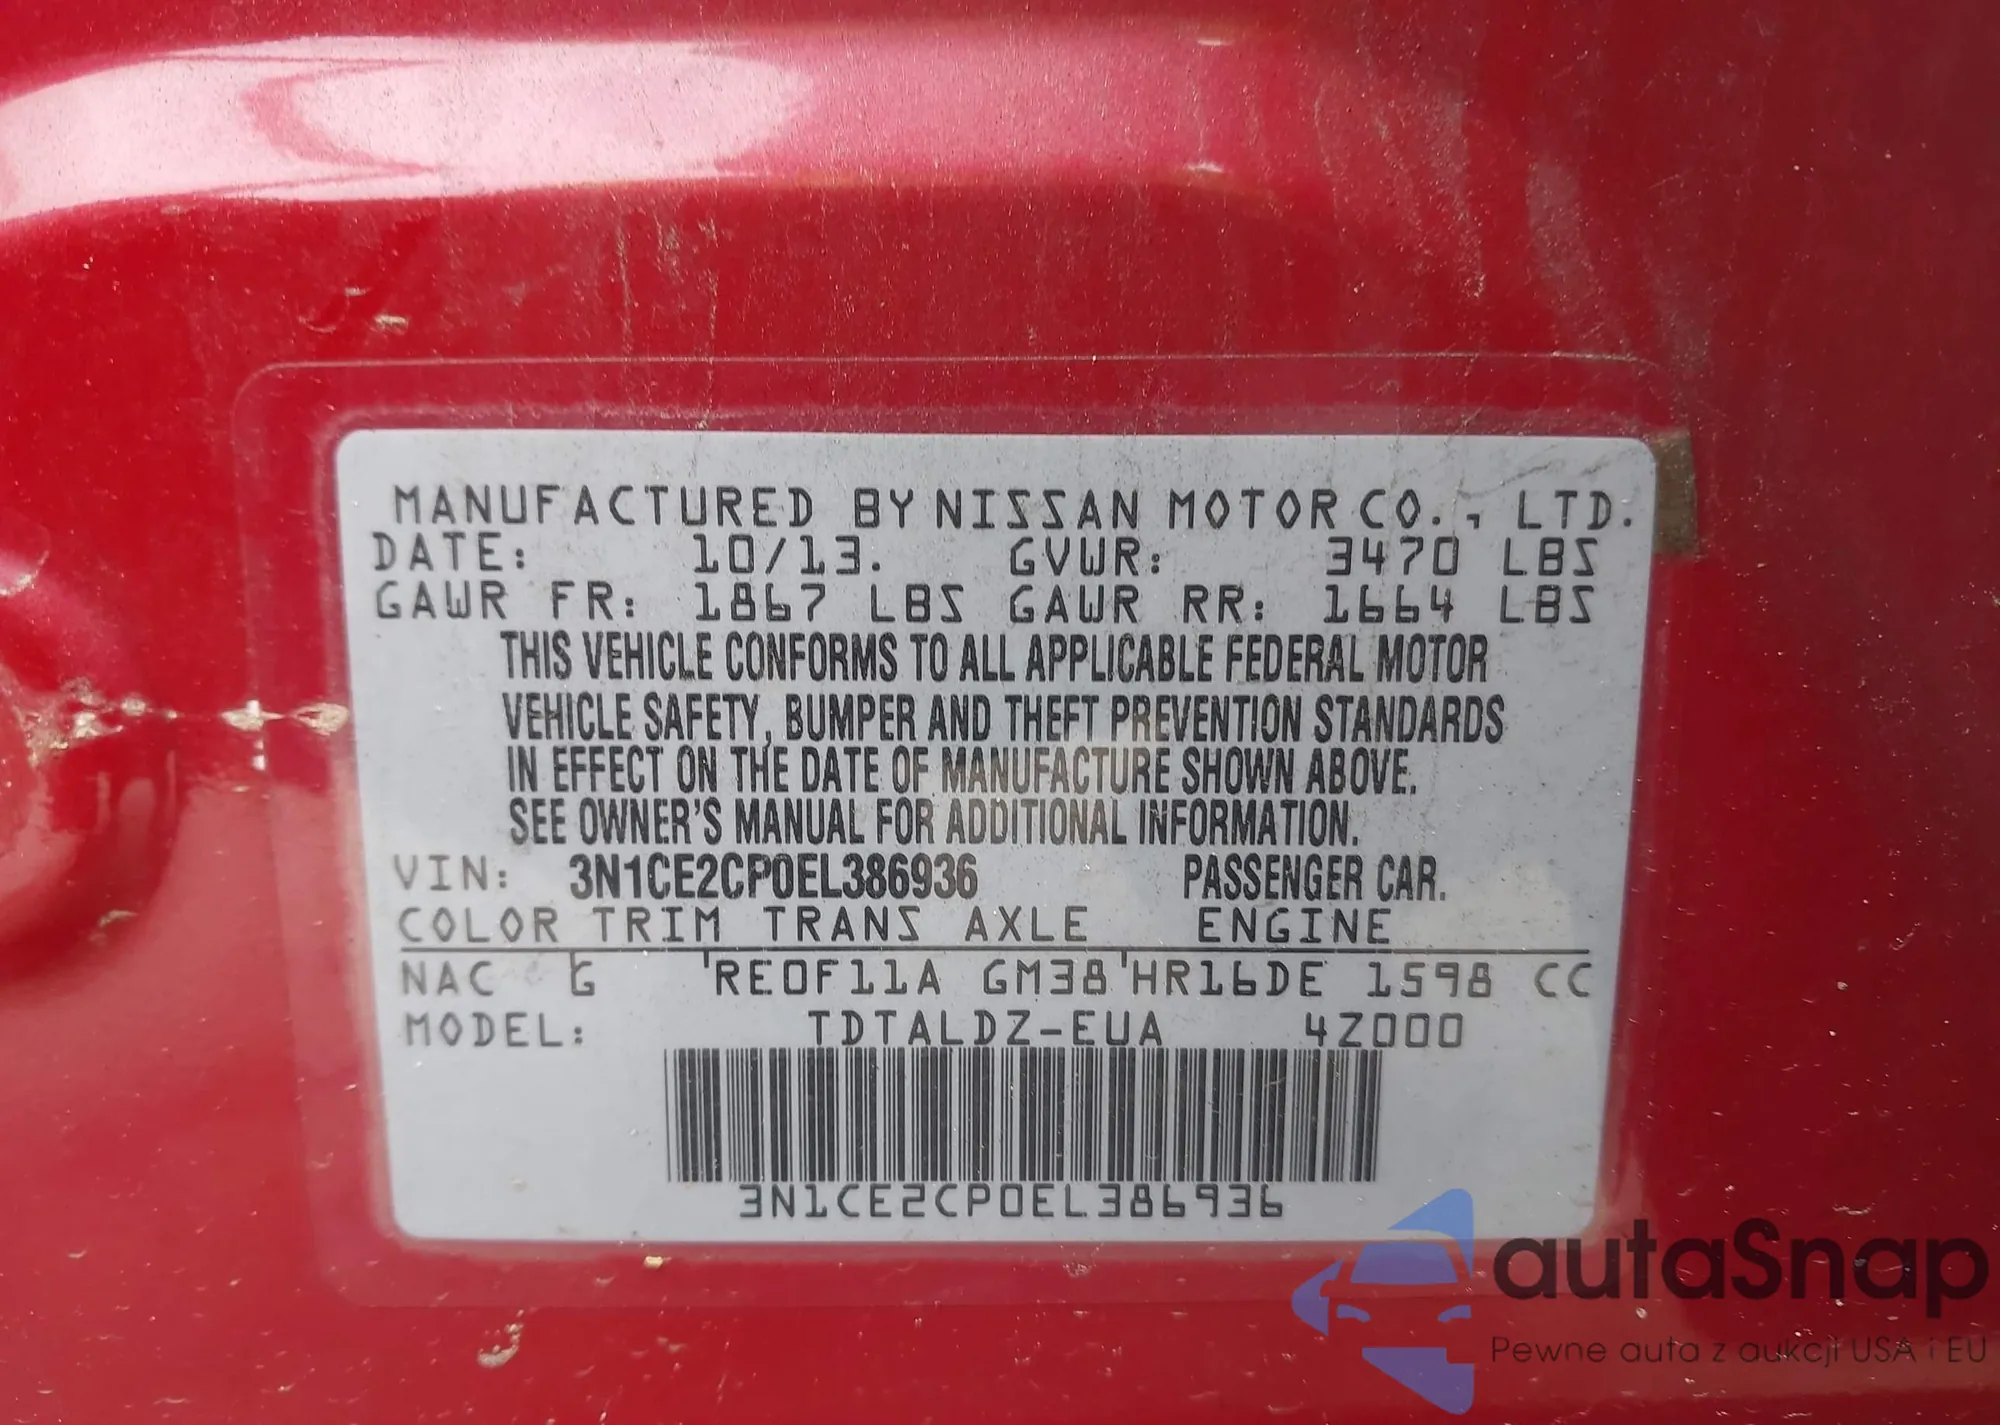 MANUFACTURED BY NISSAN MOTOR CO., LTD.
DATE: 10/13. GVWR: 3470 LBS
GAWR FR: 1867 LBS GAWR RR: 1664 LBS
THIS VEHICLE CONFORMS TO ALL APPLICABLE FEDERAL MOTOR
VEHICLE SAFETY, BUMPER AND THEFT PREVENTION STANDARDS
IN EFFECT ON THE DATE OF MANUFACTURE SHOWN ABOVE.
SEE OWNER'S MANUAL FOR ADDITIONAL INFORMATION.
VIN: 3N1CE2CP0EL386936 PASSENGER CAR.
COLOR TRIM TRANS AXLE ENGINE
NAC G 'RE0F11A GM38'HR16DE 1598 CC
MODEL: TDTALDZ-EUA 4Z000
3N1CE2CP0EL386936
autaSnap
Pewne auta z aukcji USA i EU